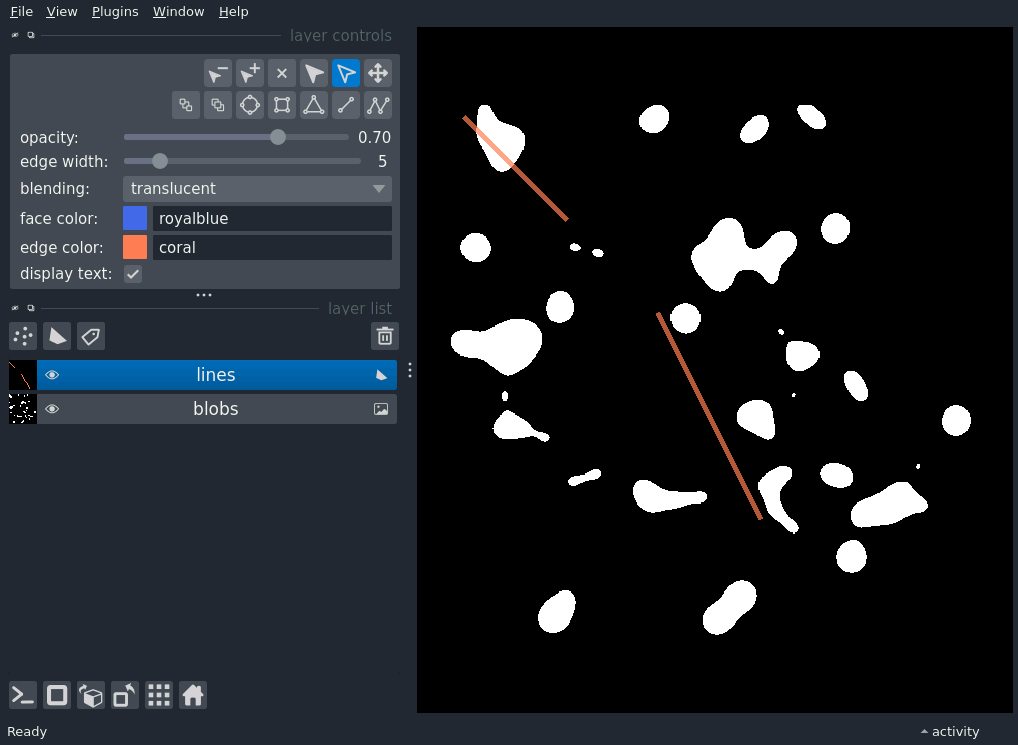 File View Plugins Window Help
layer controls
opacity: 0.70
edge width: 5
blending: translucent
face color: royalblue
edge color: coral
display text:
layer list
lines
blobs
Ready activity